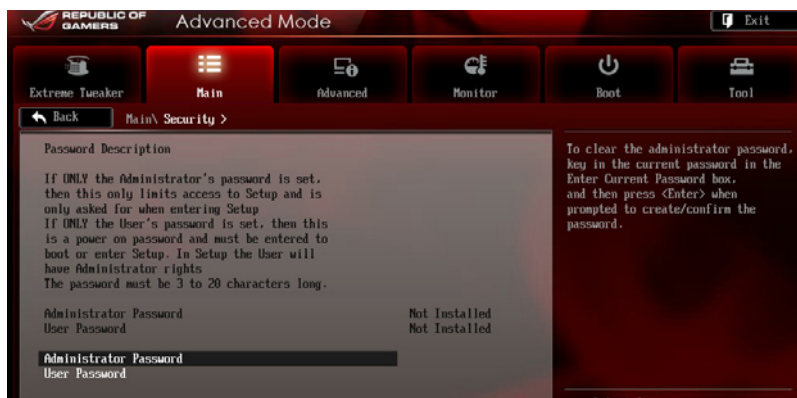 REPUBLIC OF
GAMERS
Advanced Mode
Exit
Extreme Tweaker
Main
Advanced
Monitor
Boot
Tool
Back
Main\ Security >
Password Description
If ONLY the Administrator's password
is set,
then this only limits access to Setup and is
only asked for when entering Setup
If ONLY the User's password is set, then this
is a power on password and must be entered to
boot or enter Setup. In Setup the User will
have Administrator rights
The password must be 3 to 20 characters long.
Administrator Password Not Installed
User Password Not Installed
Administrator Password
User Password
To clear the administrator password,
key in the current password in the
Enter Current Password box,
and then press <Enter> when
prompted to create/confirm the
password.